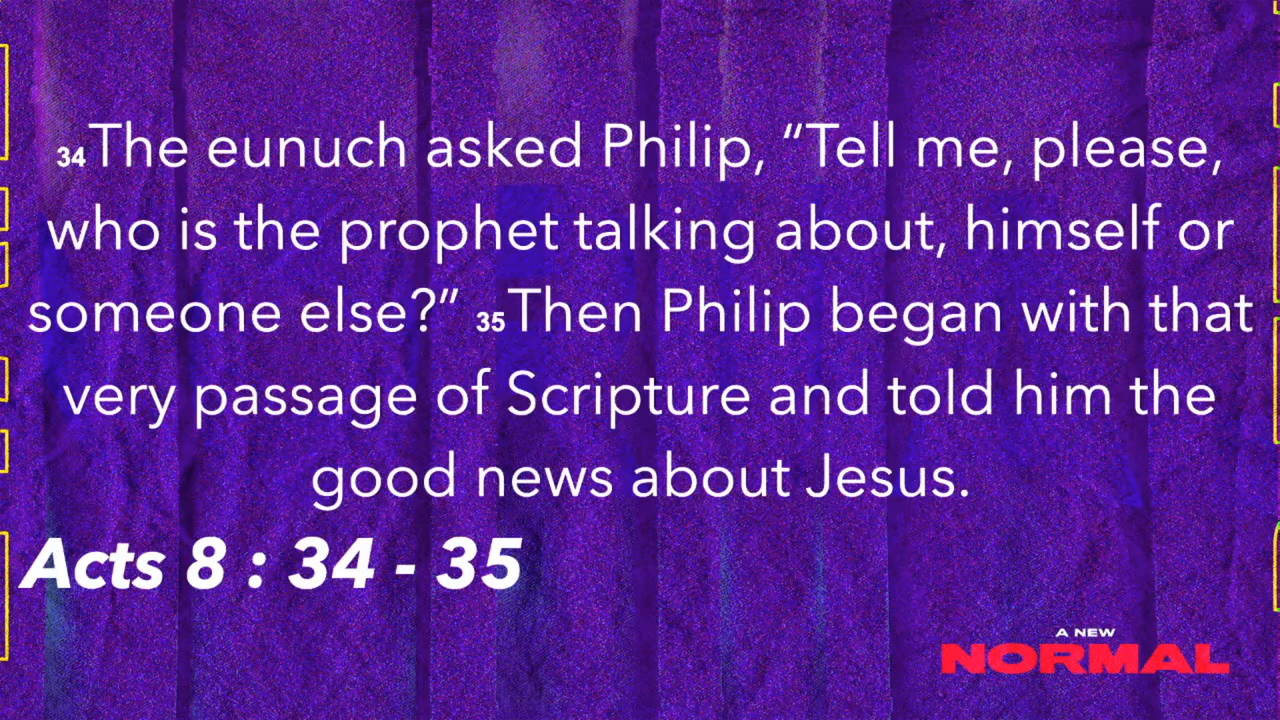 34The eunuch asked Philip, “Tell me, please,
who is the prophet talking about, himself or
someone else?” 35Then Philip began with that
very passage of Scripture and told him the
good news about Jesus.
Acts 8 : 34 - 35
A NEW
NORMAL